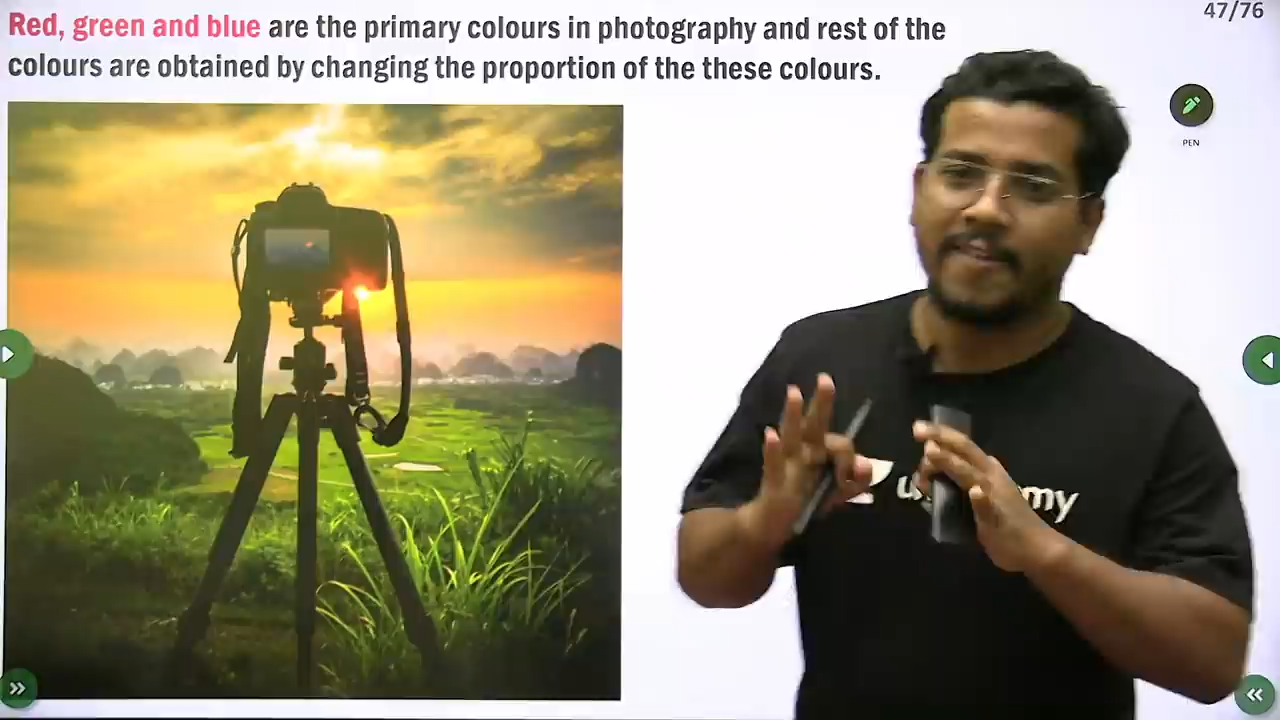 Red, green and blue are the primary colours in photography and rest of the
colours are obtained by changing the proportion of the these colours.
47/76
PEN